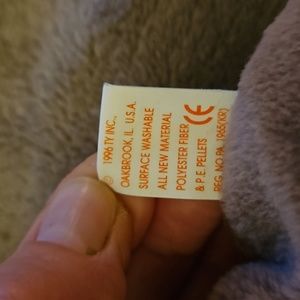 © 1996 TY INC.,
OAKBROOK, IL. U.S.A.
SURFACE WASHABLE
ALL NEW MATERIAL
POLYESTER FIBER
& P.E. PELLETS CE
REG. NO PA. 1965(KR)